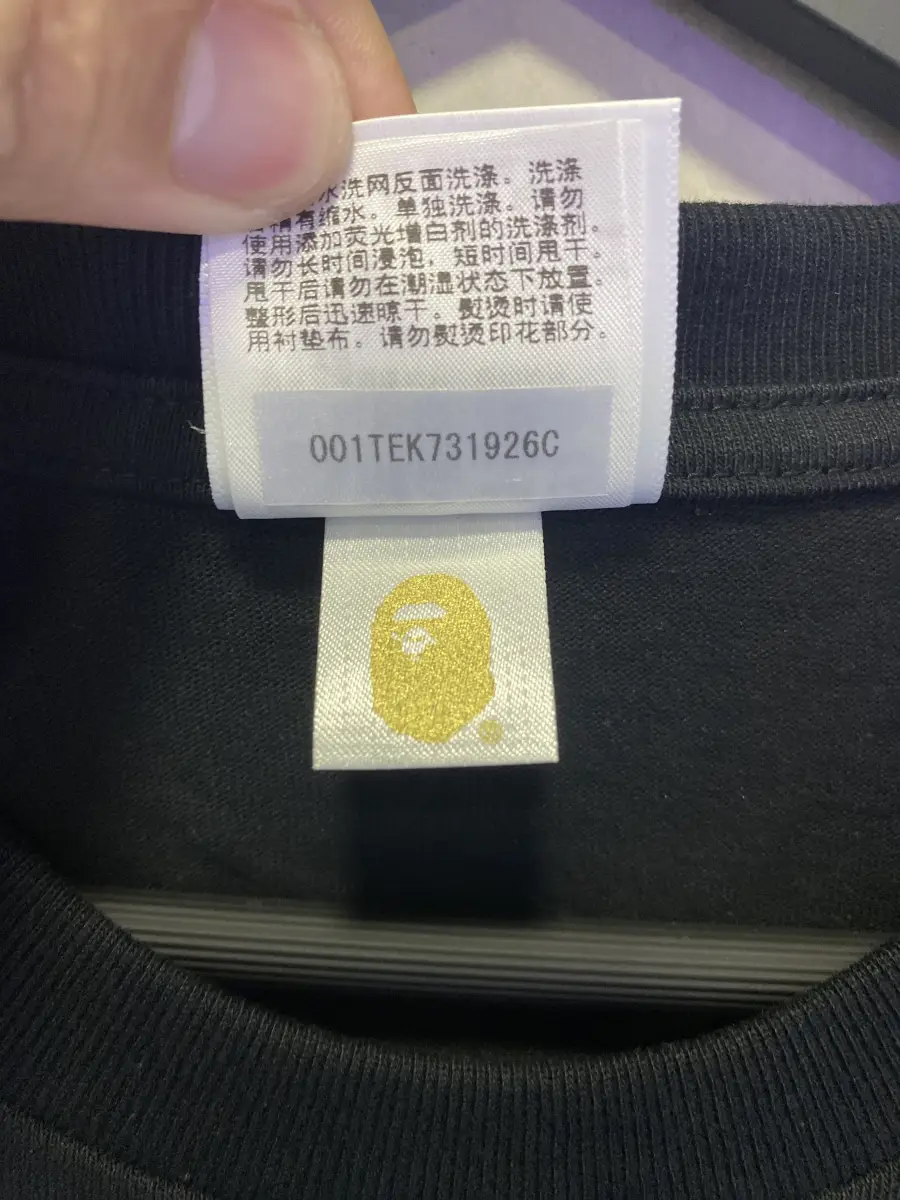 水洗网反面洗涤。洗涤
稍有缩水。单独洗涤。请勿
使用添加荧光增白剂的洗涤剂。
请勿长时间浸泡，短时间甩干。
甩干后请勿在潮湿状态下放置。
整形后迅速晾干。熨烫时请使
用衬垫布。请勿熨烫印花部分。
001TEK731926C